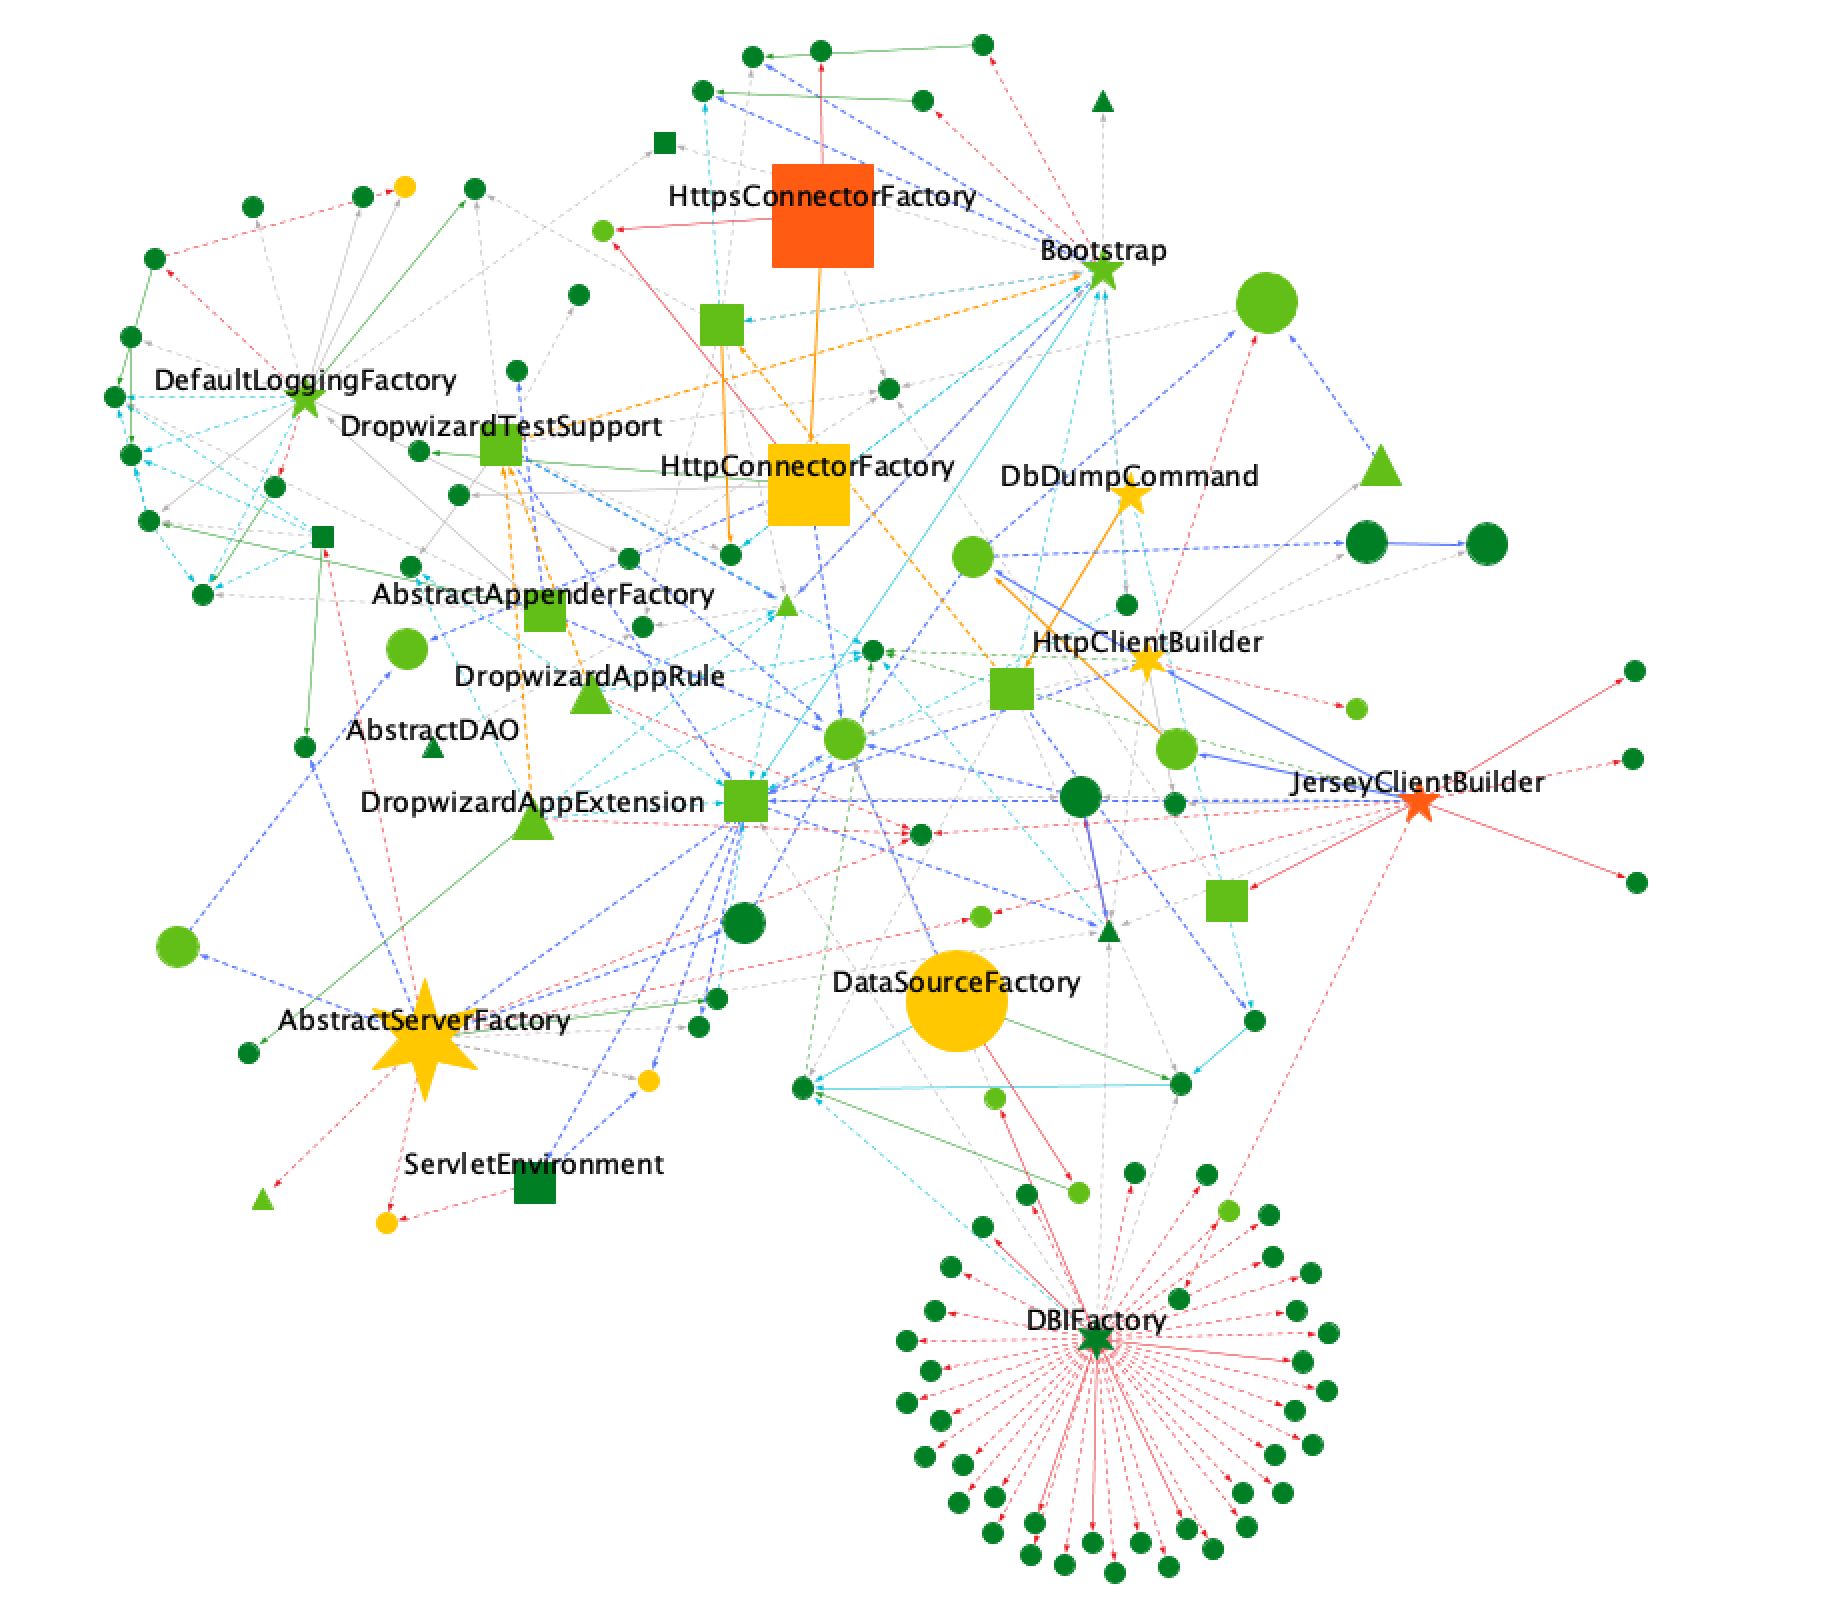 HttpsConnectorFactory
Bootstrap
DefaultLoggingFactory
DropwizardTestSupport
HttpConnectorFactory
DbDumpCommand
AbstractAppenderFactory
HttpClientBuilder
DropwizardAppRule
AbstractDAO
JerseyClientBuilder
DropwizardAppExtension
DataSourceFactory
AbstractServerFactory
ServletEnvironment
DBIFactory